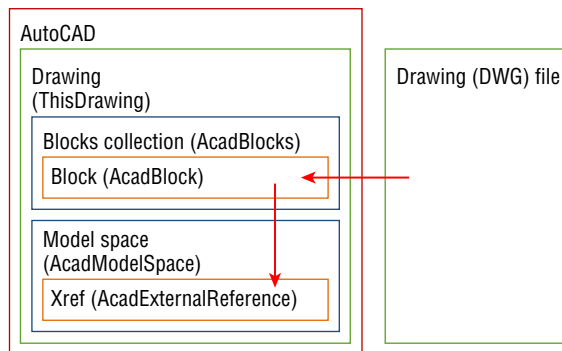 AutoCAD
Drawing
(ThisDrawing)
Blocks collection (AcadBlocks)
Block (AcadBlock)
Model space
(AcadModelSpace)
Xref (AcadExternalReference)
Drawing (DWG) file